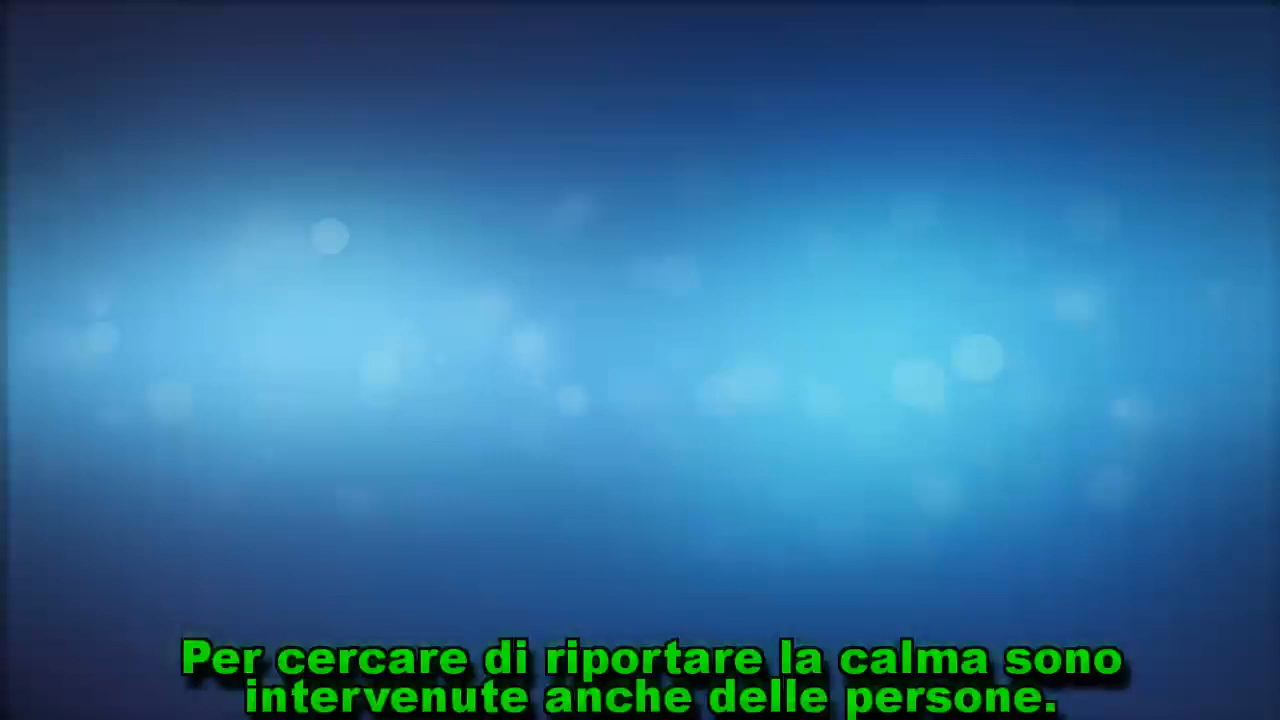 Per cercare di riportare la calma sono
intervenute anche delle persone.